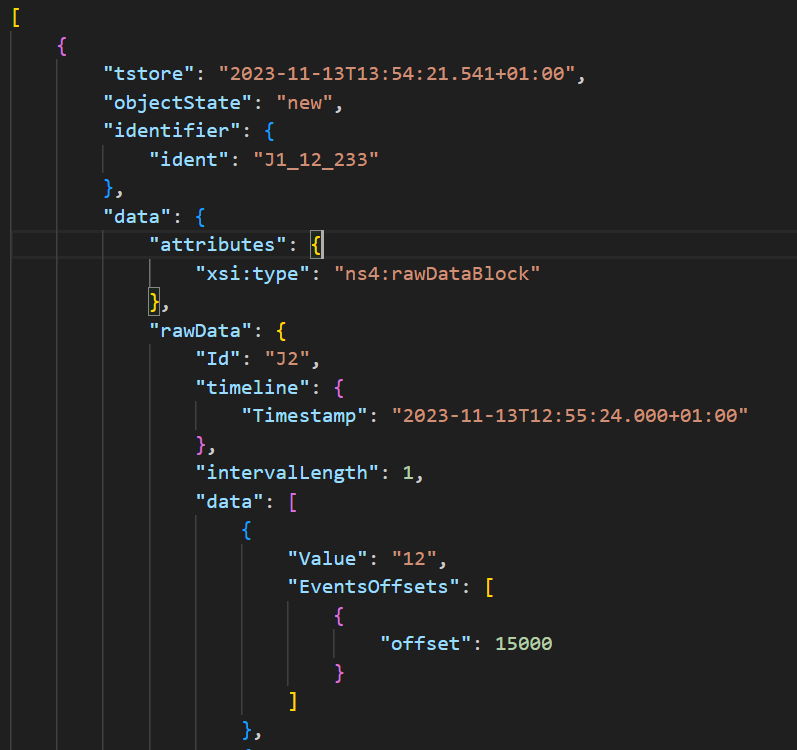 [
{
"tstore": "2023-11-13T13:54:21.541+01:00",
"objectState": "new",
"identifier": {
"ident": "J1_12_233"
},
"data": {
"attributes": {
"xsi:type": "ns4:rawDataBlock"
},
"rawData": {
"Id": "J2",
"timeline": {
"Timestamp": "2023-11-13T12:55:24.000+01:00"
},
"intervalLength": 1,
"data": [
{
"Value": "12",
"EventsOffsets": [
{
"offset": 15000
}
]
},